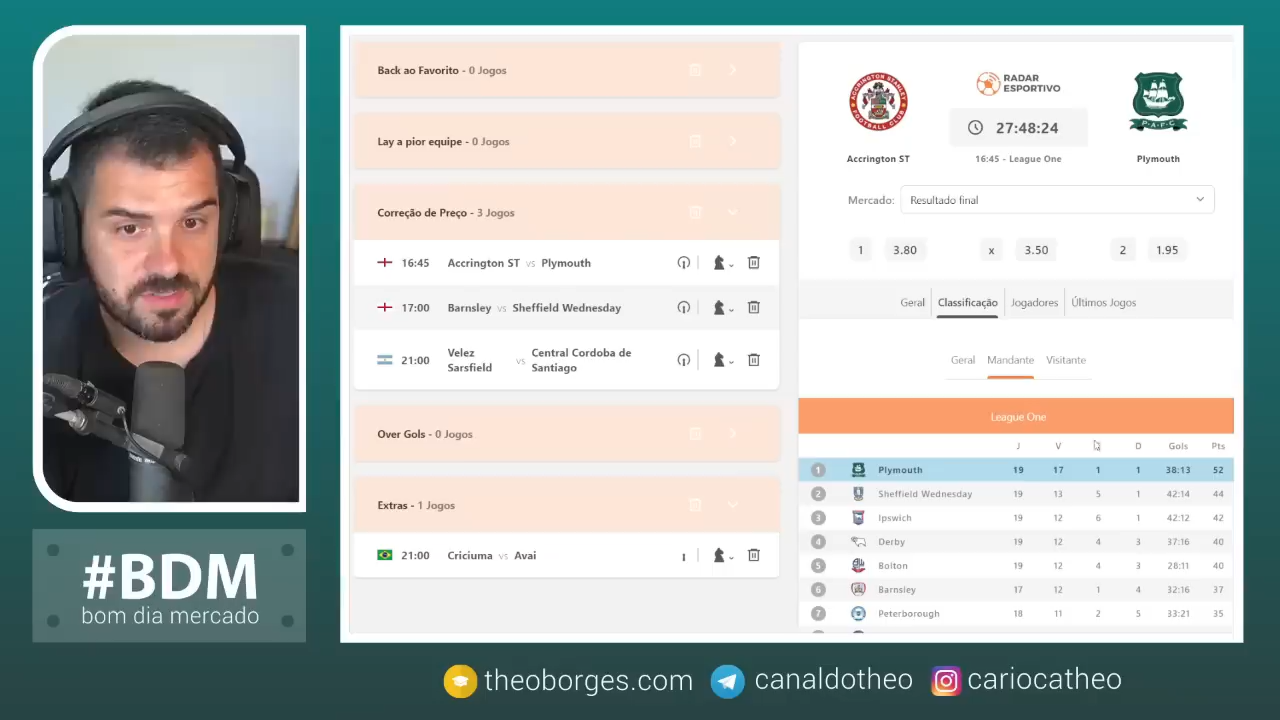 Back ao Favorito - 0 Jogos
Lay a pior equipe - 0 Jogos
Correção de Preço - 3 Jogos
16:45 Accrington ST vs Plymouth
17:00 Barnsley vs Sheffield Wednesday
21:00 Velez Sarsfield vs Central Cordoba de Santiago
Over Gols - 0 Jogos
Extras - 1 Jogos
21:00 Criciuma vs Avai
ACCRINGTON STANLEY
FOOTBALL CLUB
RADAR
ESPORTIVO
P.A.F.C.
27:48:24
Accrington ST
16:45 - League One
Plymouth
Mercado: Resultado final
1 3.80 x 3.50 2 1.95
Geral Classificação Jogadores Últimos Jogos
Geral Mandante Visitante
League One
J V D Gols Pts
1 Plymouth 19 17 1 1 38:13 52
2 Sheffield Wednesday 19 13 5 1 42:14 44
3 Ipswich 19 12 6 1 42:12 42
4 Derby 19 12 4 3 37:16 40
5 Bolton 19 12 4 3 28:11 40
6 Barnsley 17 12 1 4 32:16 37
7 Peterborough 18 11 2 5 33:21 35
#BDM
bom dia mercado
theoborges.com canaldotheo cariocatheo